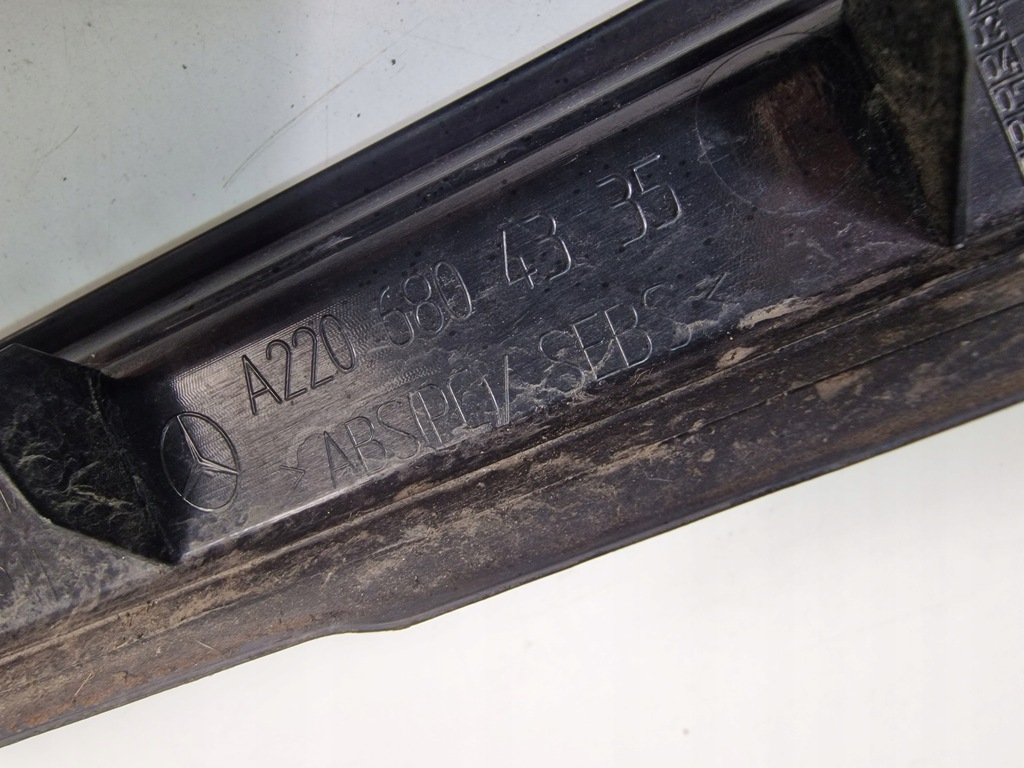 A220 680 43 35
>ABS/PC/ SEBS<